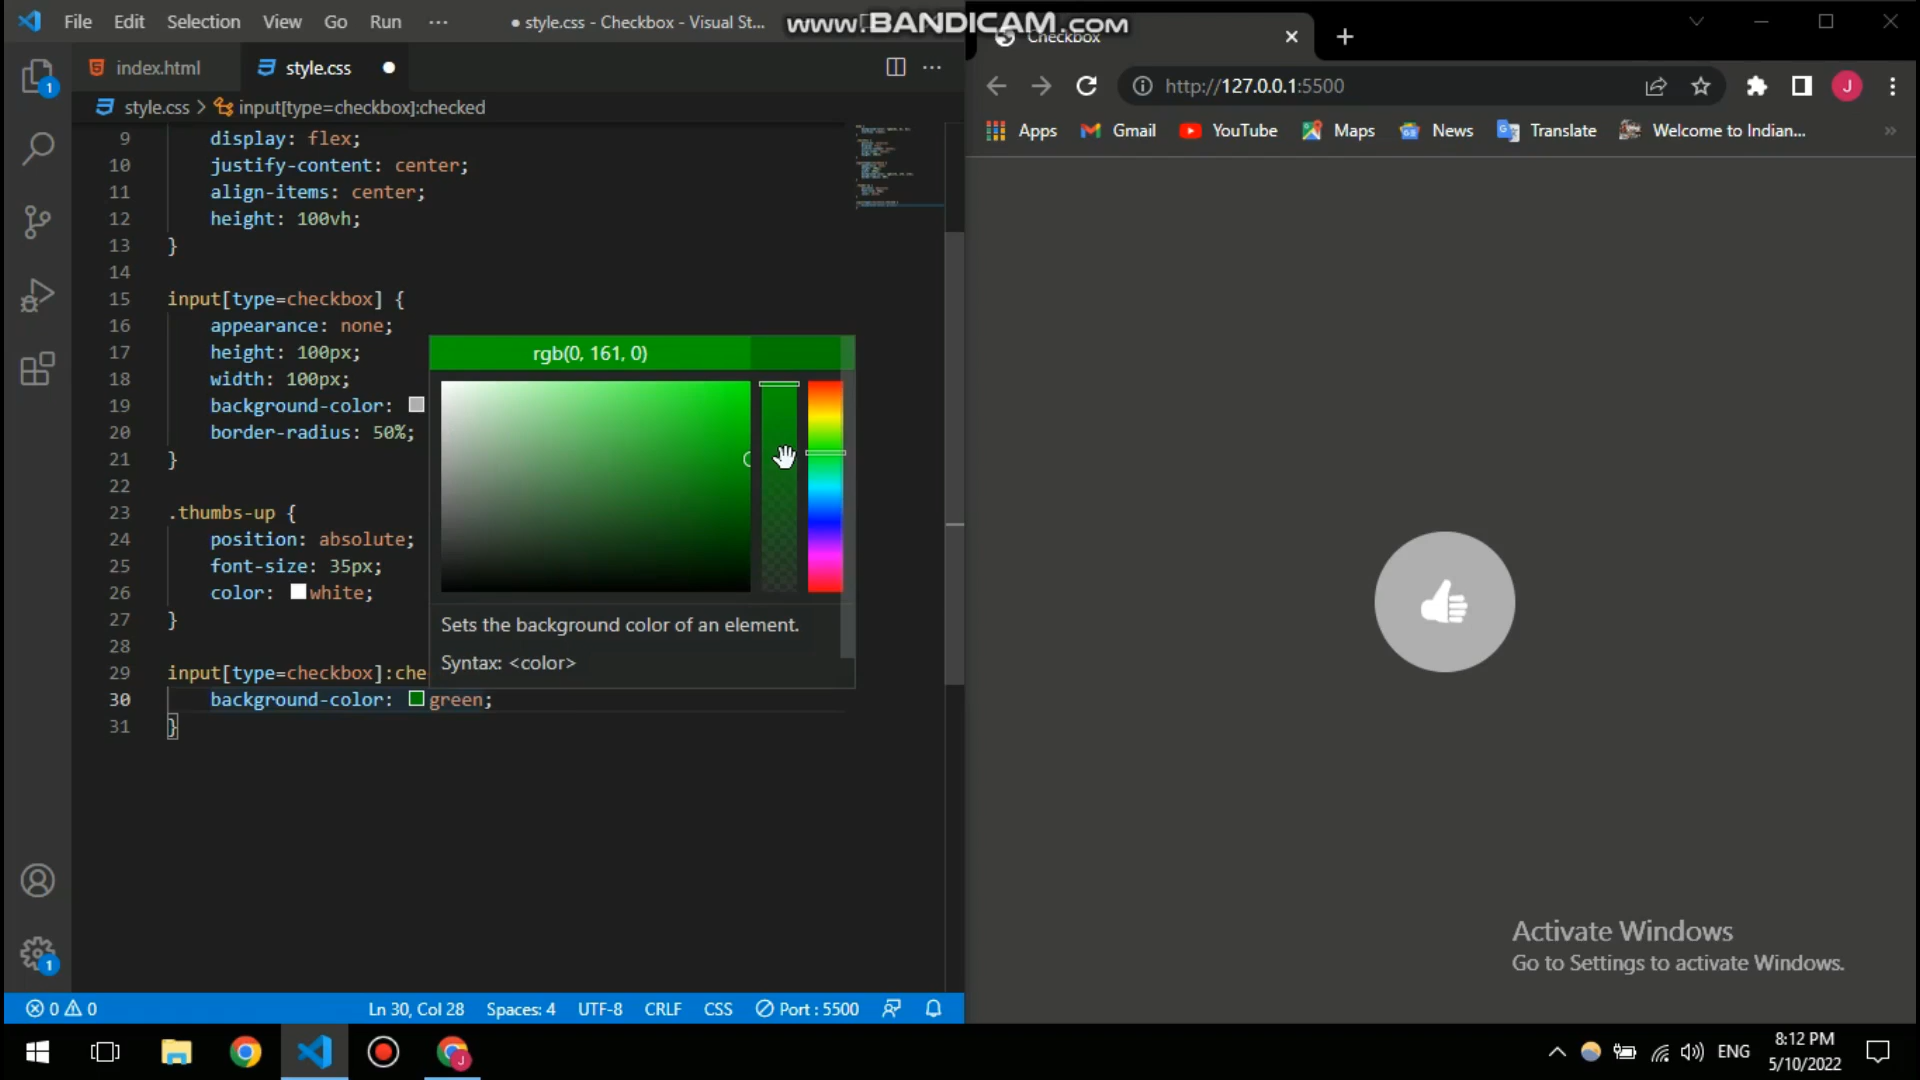 File Edit Selection View Go Run ··· ● style.css - Checkbox - Visual St...
www.BANDICAM.com
index.html style.css ●
style.css > input[type=checkbox]:checked
9 display: flex;
10 justify-content: center;
11 align-items: center;
12 height: 100vh;
13 }
14
15 input[type=checkbox] {
16 appearance: none;
17 height: 100px;
18 width: 100px;
19 background-color:
20 border-radius: 50%;
21 }
22
23 .thumbs-up {
24 position: absolute;
25 font-size: 35px;
26 color: white;
27 }
28
29 input[type=checkbox]:che
30 background-color: green;
31 }
rgb(0, 161, 0)
Sets the background color of an element.
Syntax: <color>
1
1
0 0 Ln 30, Col 28 Spaces: 4 UTF-8 CRLF CSS Port : 5500
Checkbox
http://127.0.0.1:5500 J
Apps Gmail YouTube Maps News Translate Welcome to Indian... »
Activate Windows
Go to Settings to activate Windows.
J
ENG
8:12 PM
5/10/2022